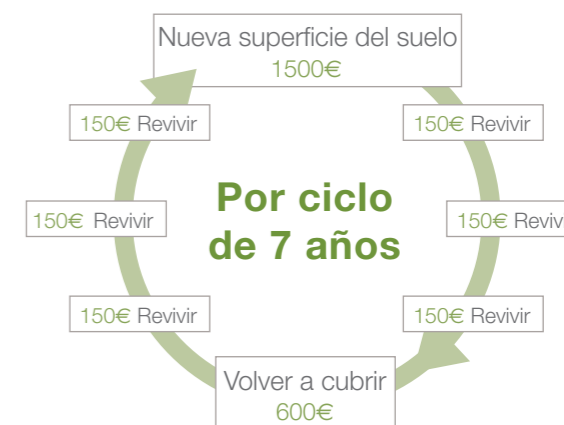 Nueva superficie del suelo
1500€
150€ Revivir
150€ Revivir
150€ Revivir
150€ Reviv
Por ciclo
de 7 años
150€ Revivir
150€ Revivir
Volver a cubrir
600€